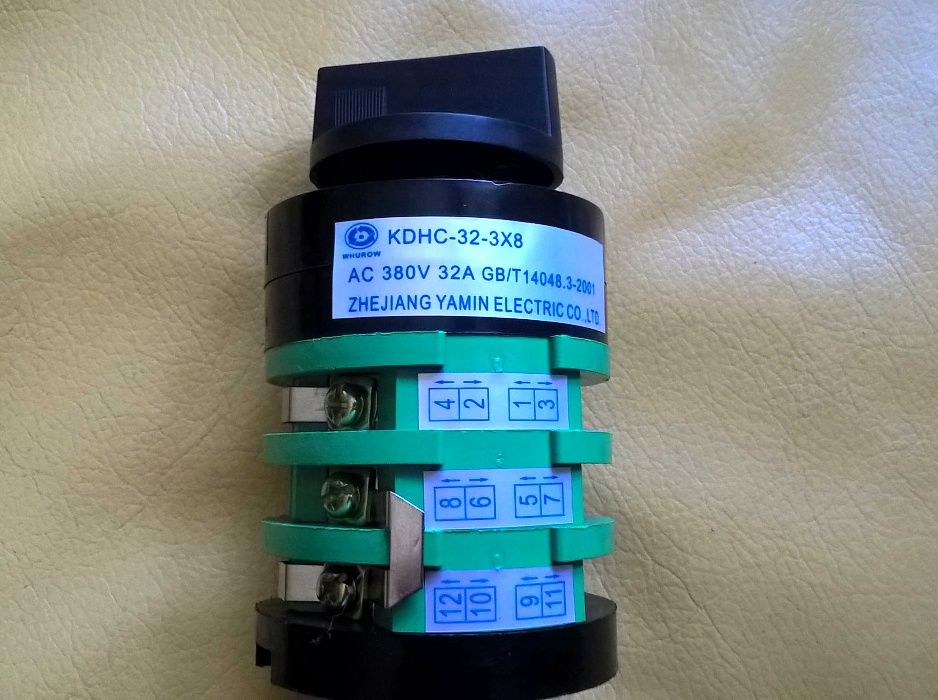 WHUROW
KDHC-32-3X8
AC 380V 32A GB/T14048.3-2001
ZHEJIANG YAMIN ELECTRIC CO.,LTD.
4 2 1 3
8 6 5 7
12 10 9 11